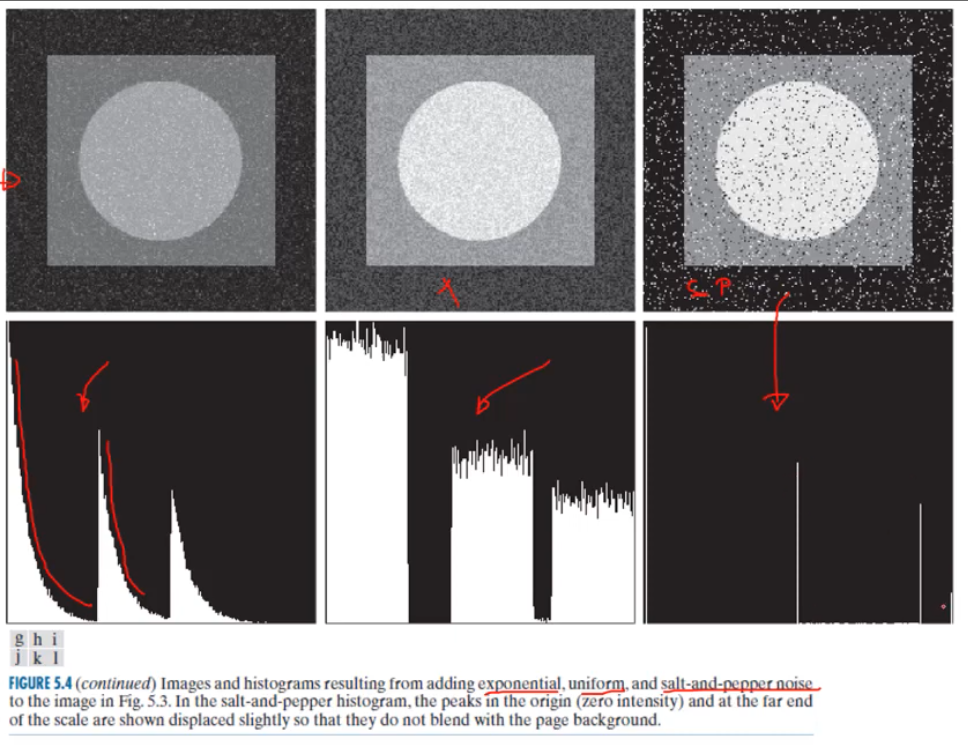 S P
g h i
j k l
FIGURE 5.4 (continued) Images and histograms resulting from adding exponential, uniform, and salt-and-pepper noise
to the image in Fig. 5.3. In the salt-and-pepper histogram, the peaks in the origin (zero intensity) and at the far end
of the scale are shown displaced slightly so that they do not blend with the page background.